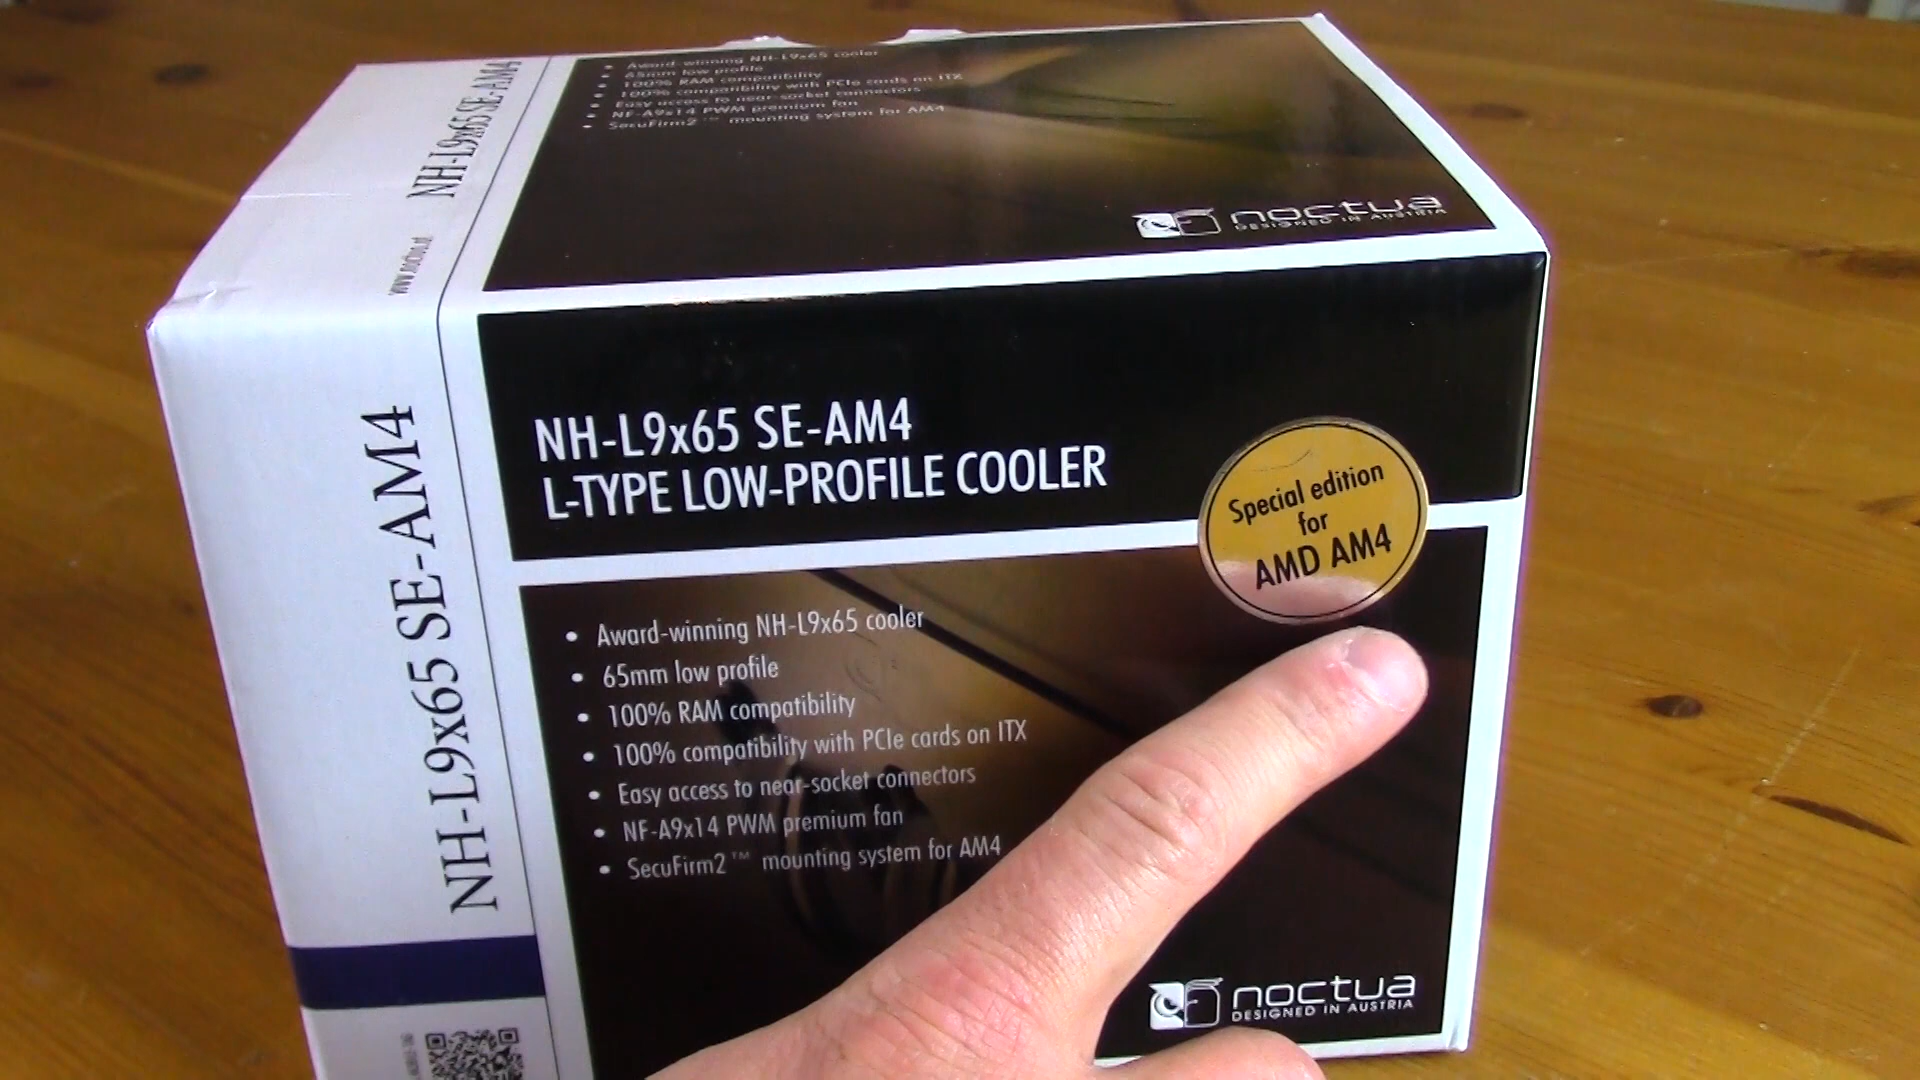 Award-winning NH-L9x65 cooler
65mm low profile
100% RAM compatibility
100% compatibility with PCIe cards on ITX
Easy access to near-socket connectors
NF-A9x14 PWM premium fan
SecuFirm2™ mounting system for AM4
noctua
DESIGNED IN AUSTRIA
NH-L9x65 SE-AM4
www.noctua.at
NH-L9x65 SE-AM4
NH-L9x65 SE-AM4
L-TYPE LOW-PROFILE COOLER
Special edition
for
AMD AM4
• Award-winning NH-L9x65 cooler
• 65mm low profile
• 100% RAM compatibility
• 100% compatibility with PCIe cards on ITX
• Easy access to near-socket connectors
• NF-A9x14 PWM premium fan
• SecuFirm2™ mounting system for AM4
noctua
DESIGNED IN AUSTRIA